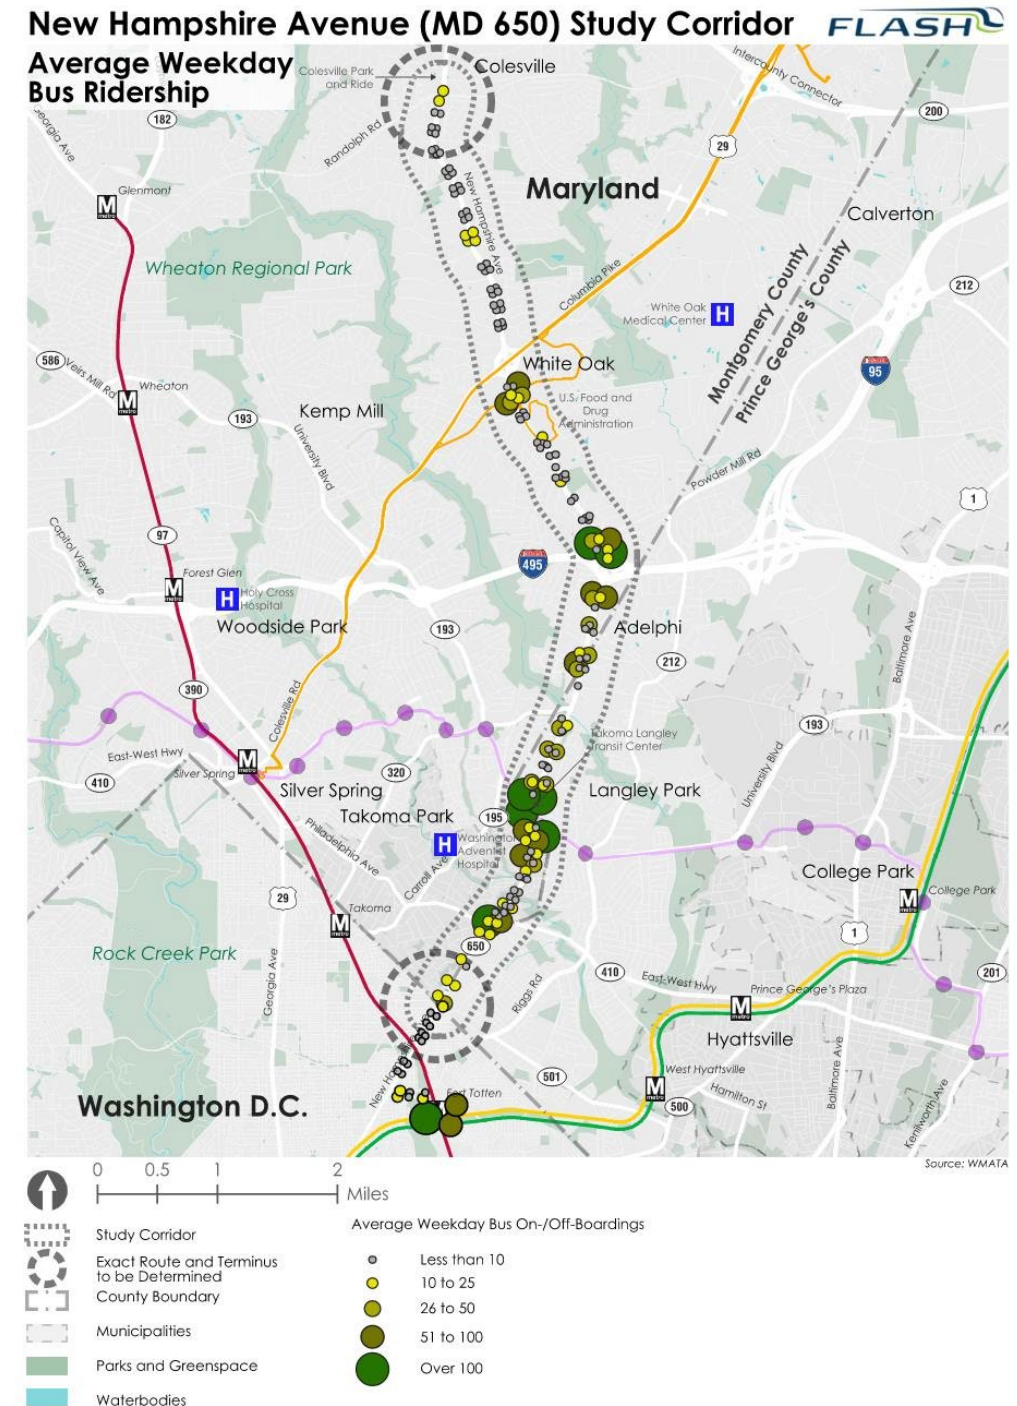 New Hampshire Avenue (MD 650) Study Corridor
FLASH
Average Weekday
Bus Ridership
Colesville Park
and Ride
Colesville
Intercounty Connector
Georgia Ave
182
200
Randolph Rd
29
Glenmont
M
metro
New Hampshire Ave
Maryland
Calverton
Wheaton Regional Park
Columbia Pike
Montgomery County
Prince George's County
212
White Oak
Medical Center
H
586
Veirs Mill Rd
Wheaton
M
metro
White Oak
95
193
Kemp Mill
U.S. Food and
Drug
Administration
University Blvd
Powder Mill Rd
1
Capitol View Ave
97
495
Forest Glen
M
metro
H
Holy Cross
Hospital
Woodside Park
193
Adelphi
212
Baltimore Ave
390
Colesville Rd
193
Takoma Langley
Transit Center
East-West Hwy
Silver Spring
M
metro
410
320
University Blvd
Silver Spring
Langley Park
Takoma Park
195
Philadelphia Ave
H
Washington
Adventist
Hospital
Carroll Ave
College Park
29
Takoma
M
metro
M
metro
College Park
1
650
Rock Creek Park
Georgia Ave
Riggs Rd
410
East-West Hwy
Prince George's Plaza
M
metro
201
Hyattsville
New Ha
501
West Hyattsville
M
metro
Baltimore Ave
Hamilton St
Kenilworth Ave
500
Fort Totten
Washington D.C.
Source: WMATA
0 0.5 1 2
Miles
Study Corridor
Exact Route and Terminus
to be Determined
County Boundary
Municipalities
Parks and Greenspace
Waterbodies
Average Weekday Bus On-/Off-Boardings
Less than 10
10 to 25
26 to 50
51 to 100
Over 100